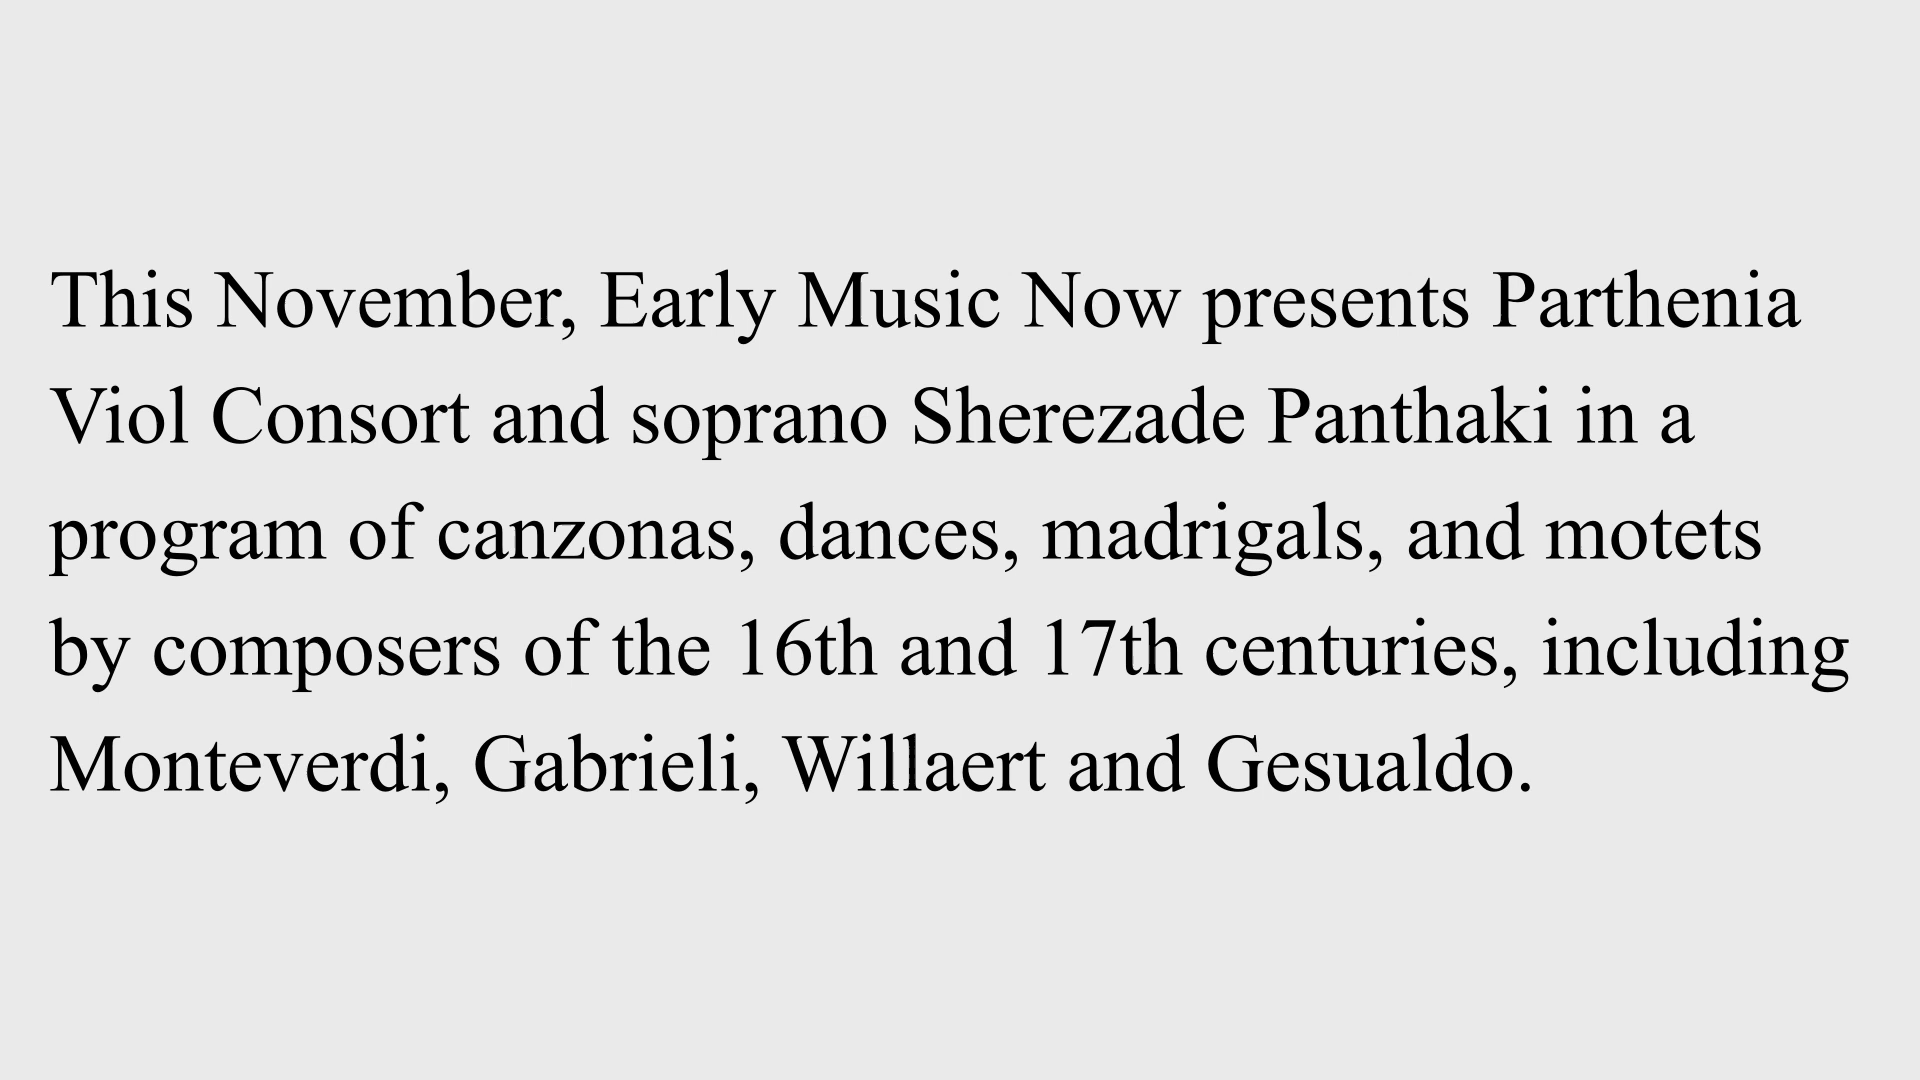 This November, Early Music Now presents Parthenia
Viol Consort and soprano Sherezade Panthaki in a
program of canzonas, dances, madrigals, and motets
by composers of the 16th and 17th centuries, including
Monteverdi, Gabrieli, Willaert and Gesualdo.